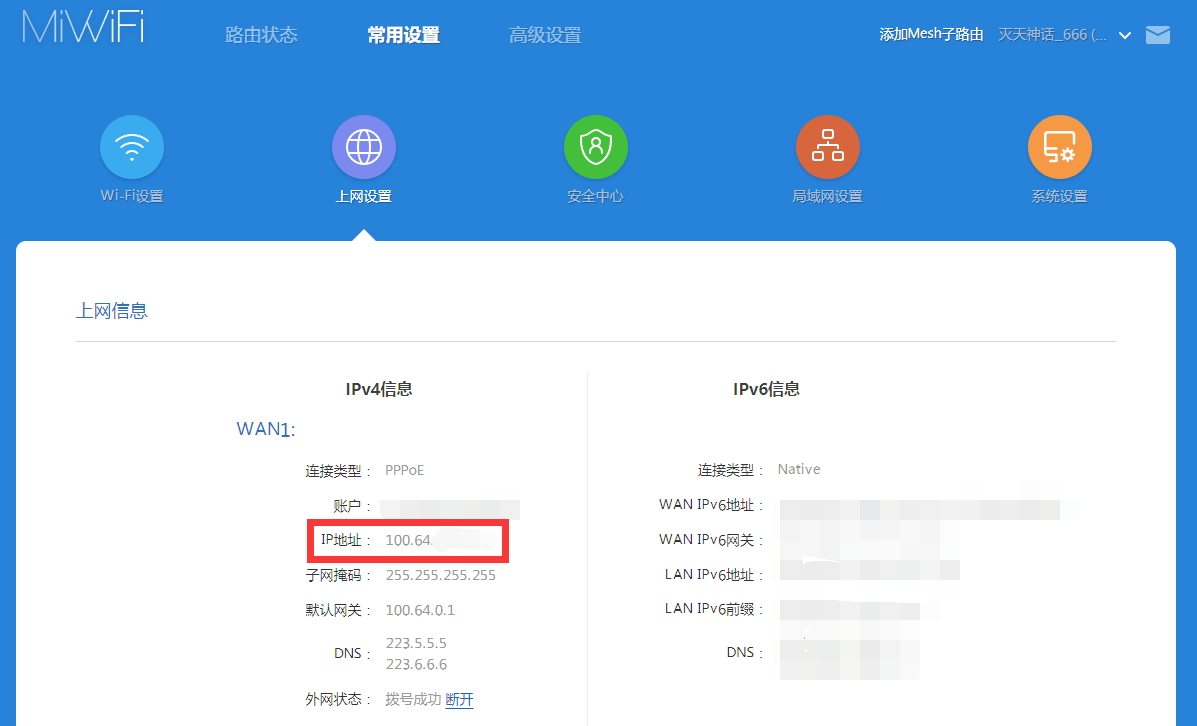 MiWiFi 路由状态 常用设置 高级设置 添加Mesh子路由 灭天神话_666 (...
Wi-Fi设置 上网设置 安全中心 局域网设置 系统设置
上网信息
IPv4信息
WAN1:
连接类型： PPPoE
账户：
IP地址： 100.64.
子网掩码： 255.255.255.255
默认网关： 100.64.0.1
DNS： 223.5.5.5
223.6.6.6
外网状态： 拨号成功 断开
IPv6信息
连接类型： Native
WAN IPv6地址：
WAN IPv6网关：
LAN IPv6地址：
LAN IPv6前缀：
DNS：